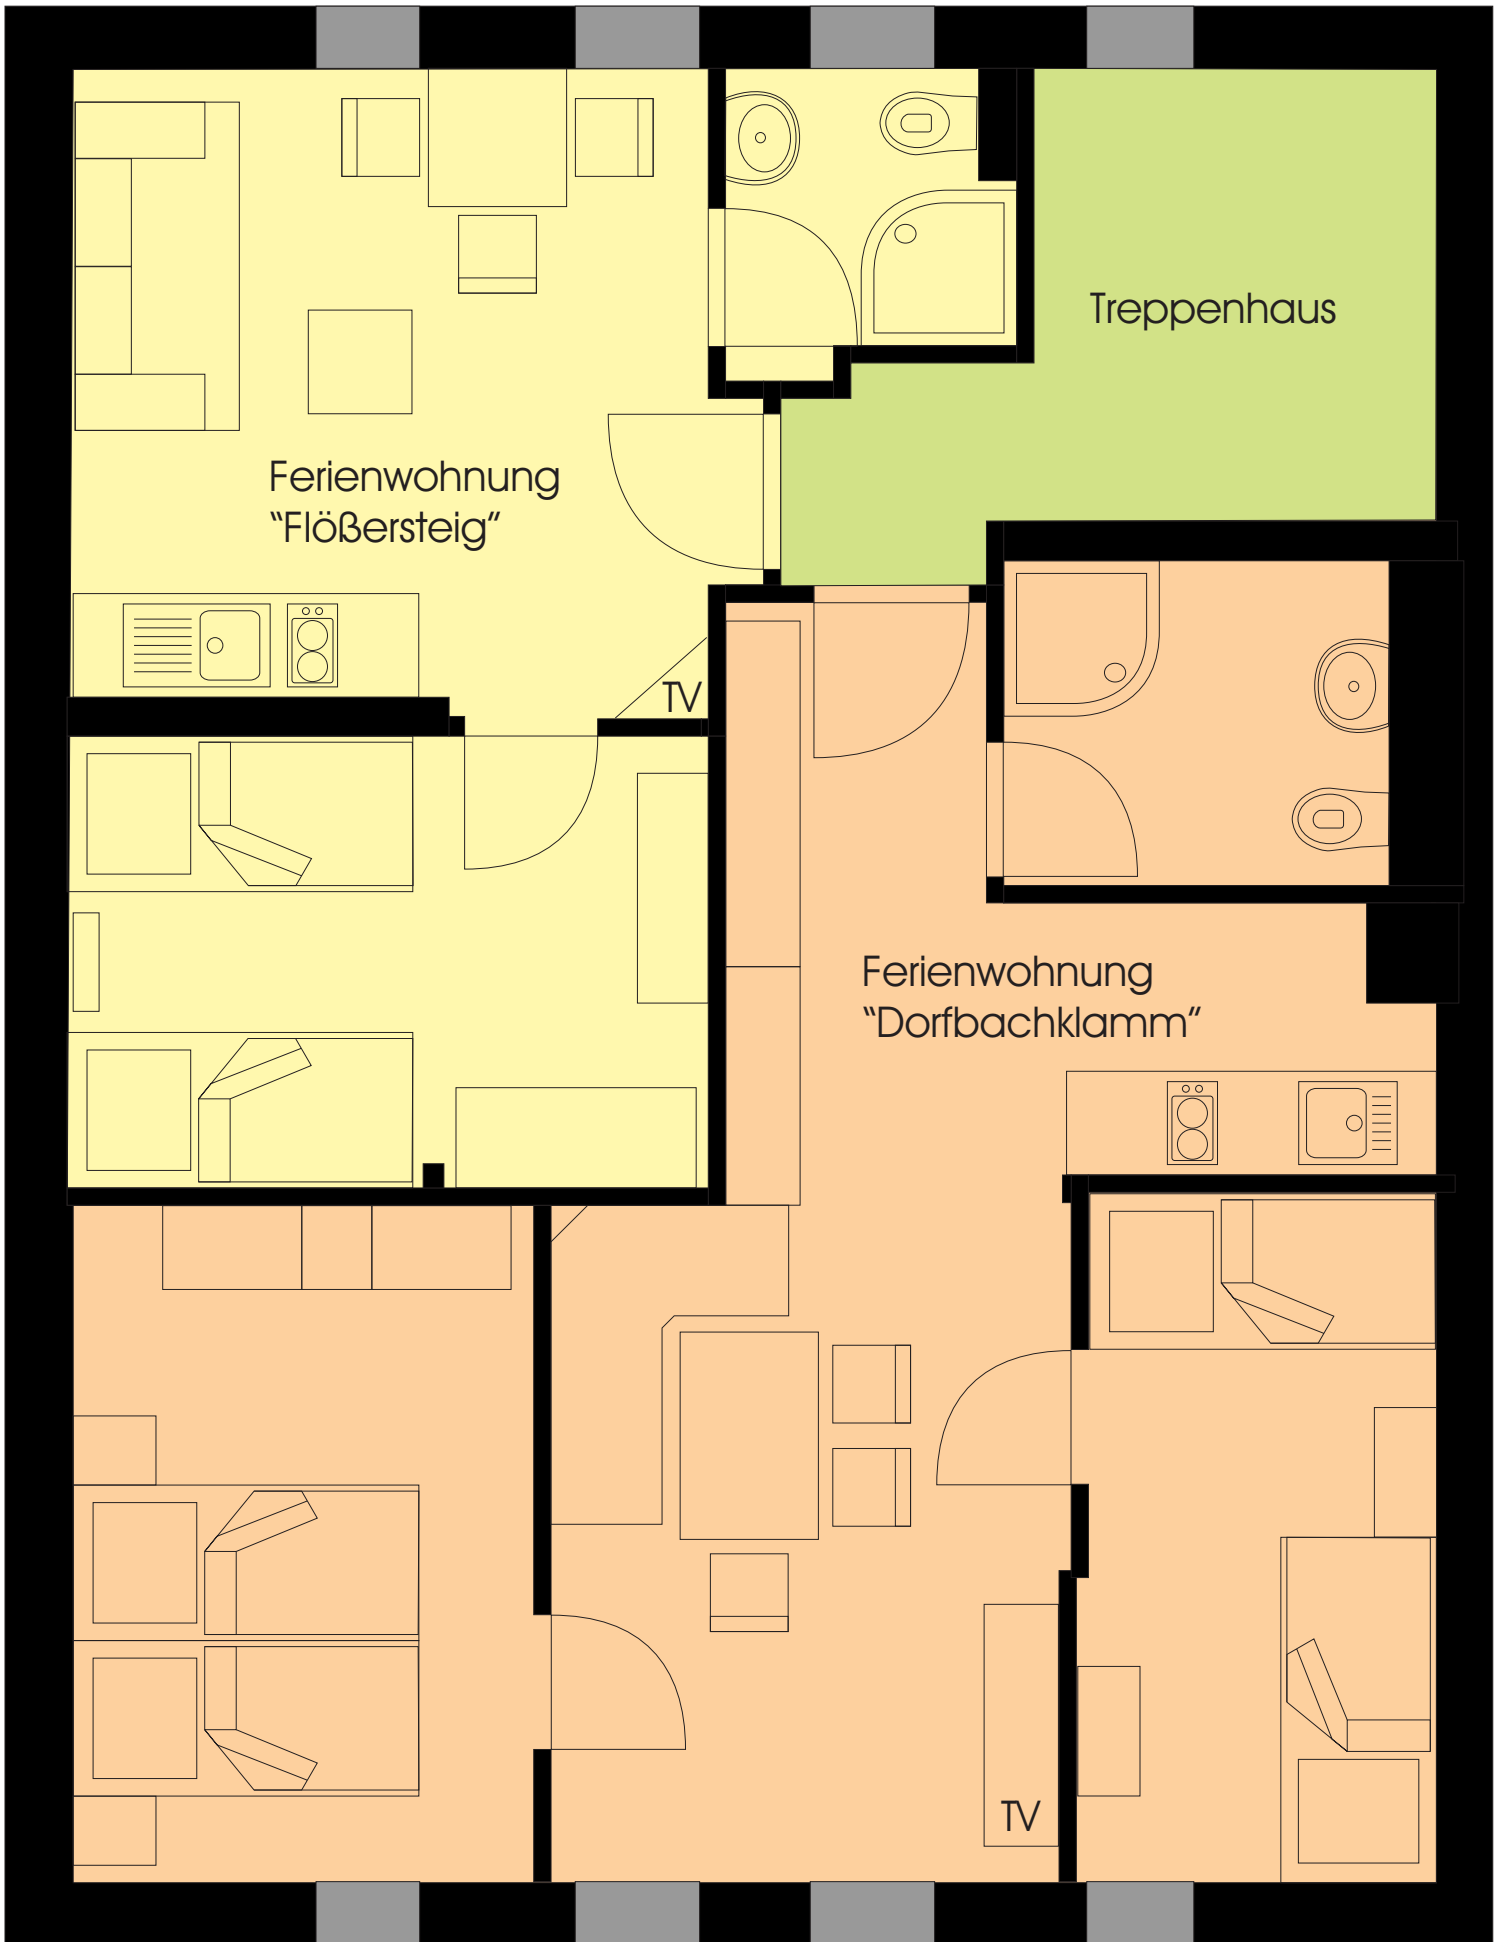 Treppenhaus
Ferienwohnung
“Flößersteig”
TV
Ferienwohnung
“Dorfbachklamm”
TV